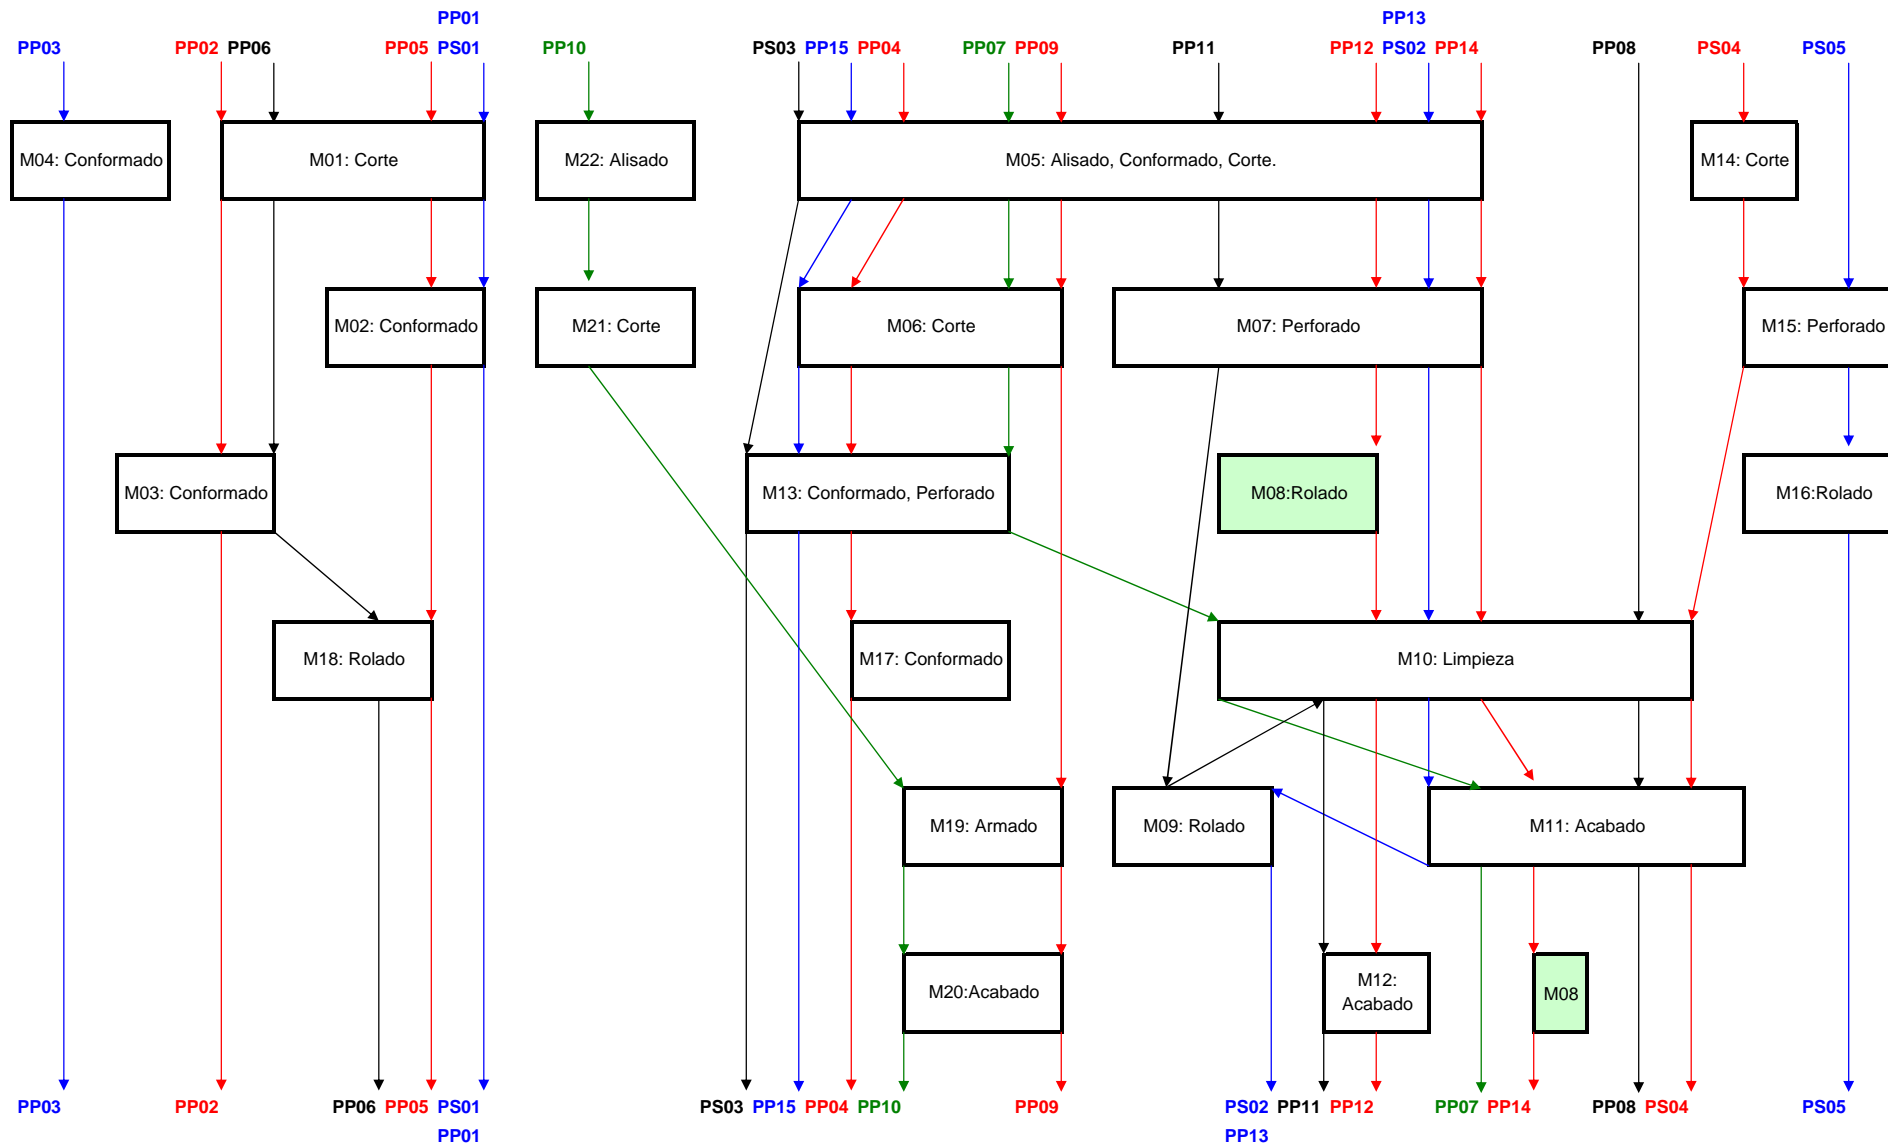 PP01 PP13
PP03 PP02 PP06 PP05 PS01 PP10 PS03 PP15 PP04 PP07 PP09 PP11 PP12 PS02 PP14 PP08 PS04 PS05
M04: Conformado M01: Corte M22: Alisado M05: Alisado, Conformado, Corte. M14: Corte
M02: Conformado M21: Corte M06: Corte M07: Perforado M15: Perforado
M03: Conformado M13: Conformado, Perforado M08:Rolado M16:Rolado
M18: Rolado M17: Conformado M10: Limpieza
M19: Armado M09: Rolado M11: Acabado
M20:Acabado M12: M08
Acabado
PP03 PP02 PP06 PP05 PS01 PS03 PP15 PP04 PP10 PP09 PS02 PP11 PP12 PP07 PP14 PP08 PS04 PS05
PP01 PP13